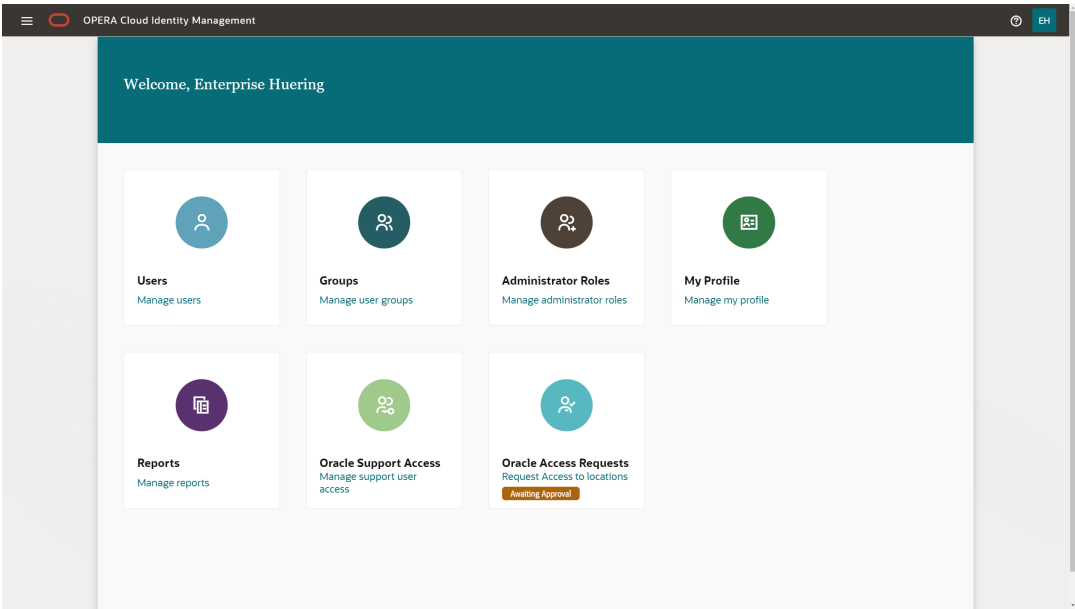 OPERA Cloud Identity Management
EH
Welcome, Enterprise Huering
Users
Manage users
Groups
Manage user groups
Administrator Roles
Manage administrator roles
My Profile
Manage my profile
Reports
Manage reports
Oracle Support Access
Manage support user
access
Oracle Access Requests
Request Access to locations
Awaiting Approval